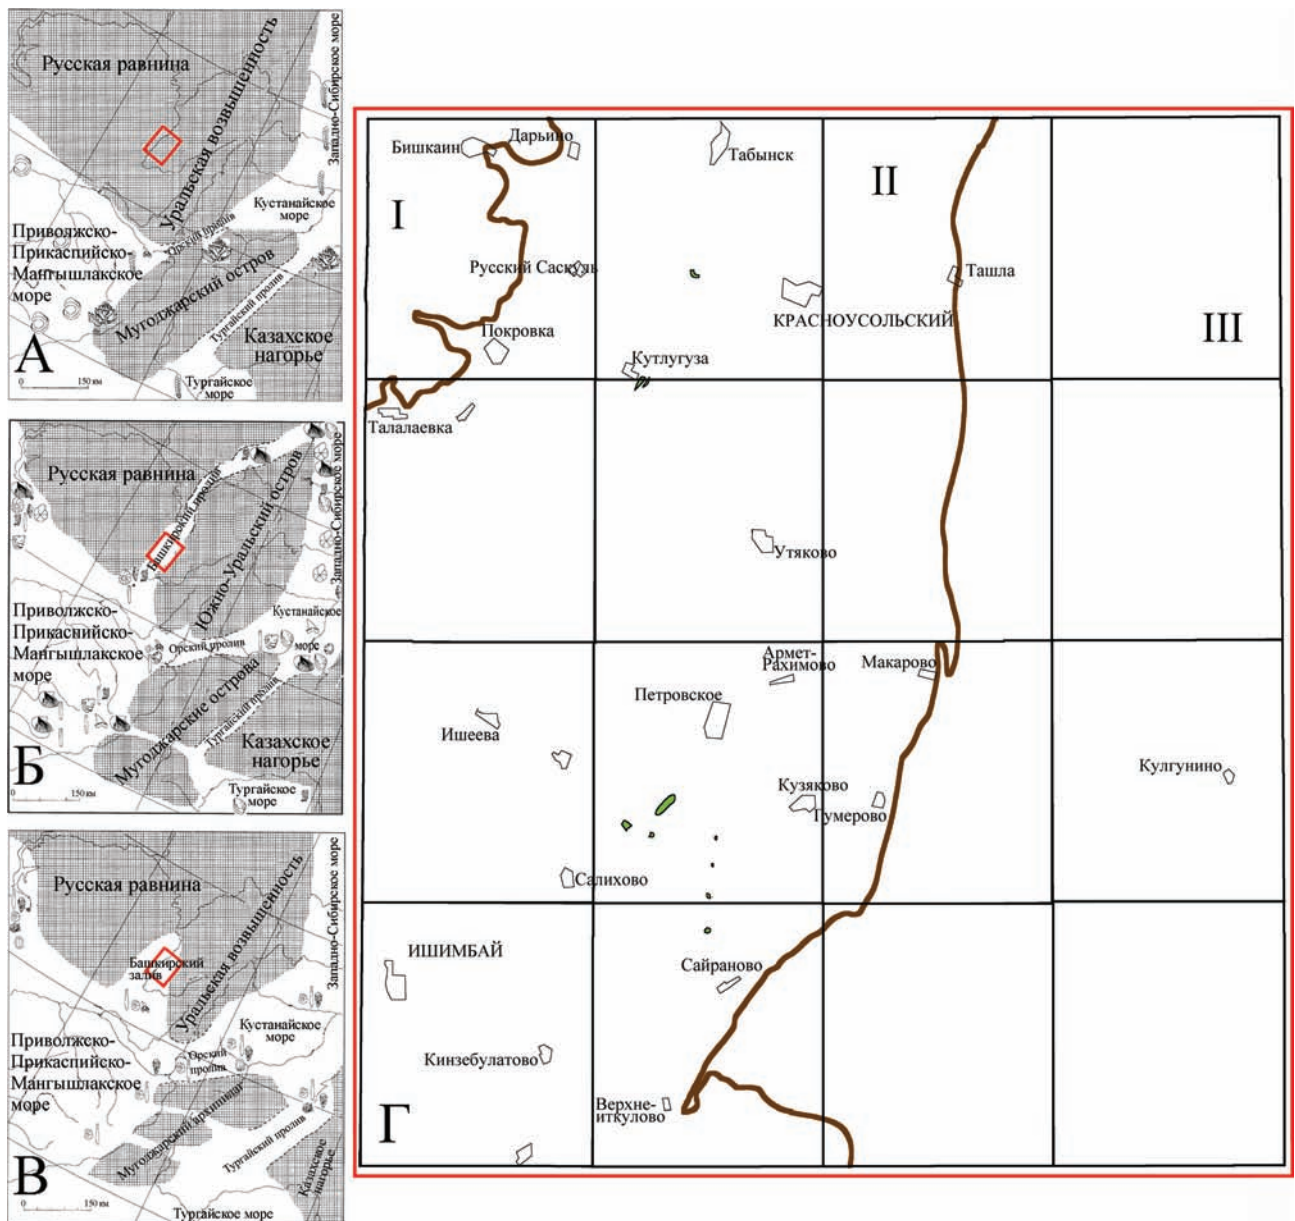 Русская равнина
Уральская возвышенность
Западно-Сибирское море
Кустанайское
море
Орский пролив
Приволжско-
Прикаспийско-
Мангышлакское
море
Мугоджарский остров
Тургайский пролив
Казахское
нагорье
Тургайское
море
А
0 150 км
Русская равнина
Башкирский пролив
Южно-Уральский остров
Западно-Сибирское море
Кустанайское
море
Орский пролив
Приволжско-
Прикаспийско-
Мангышлакское
море
Мугоджарские острова
Тургайский пролив
Казахское
нагорье
Тургайское
море
Б
0 150 км
Русская равнина
Башкирский
залив
Уральская возвышенность
Западно-Сибирское море
Кустанайское
море
Орский
пролив
Приволжско-
Прикаспийско-
Мангышлакское
море
Мугоджарский архипелаг
Тургайский пролив
Казахское
нагорье
Тургайское море
В
0 150 км
Бишкаин
Дарьино
Табынск
I
II
III
Русский Саскуль
Ташла
КРАСНОУСОЛЬСКИЙ
Покровка
Кутлугуза
Талалаевка
Утяково
Армет-
Рахимово
Макарово
Петровское
Ишеева
Кулгунино
Кузяково
Гумерово
Салихово
ИШИМБАЙ
Сайраново
Кинзебулатово
Верхне-
иткулово
Г